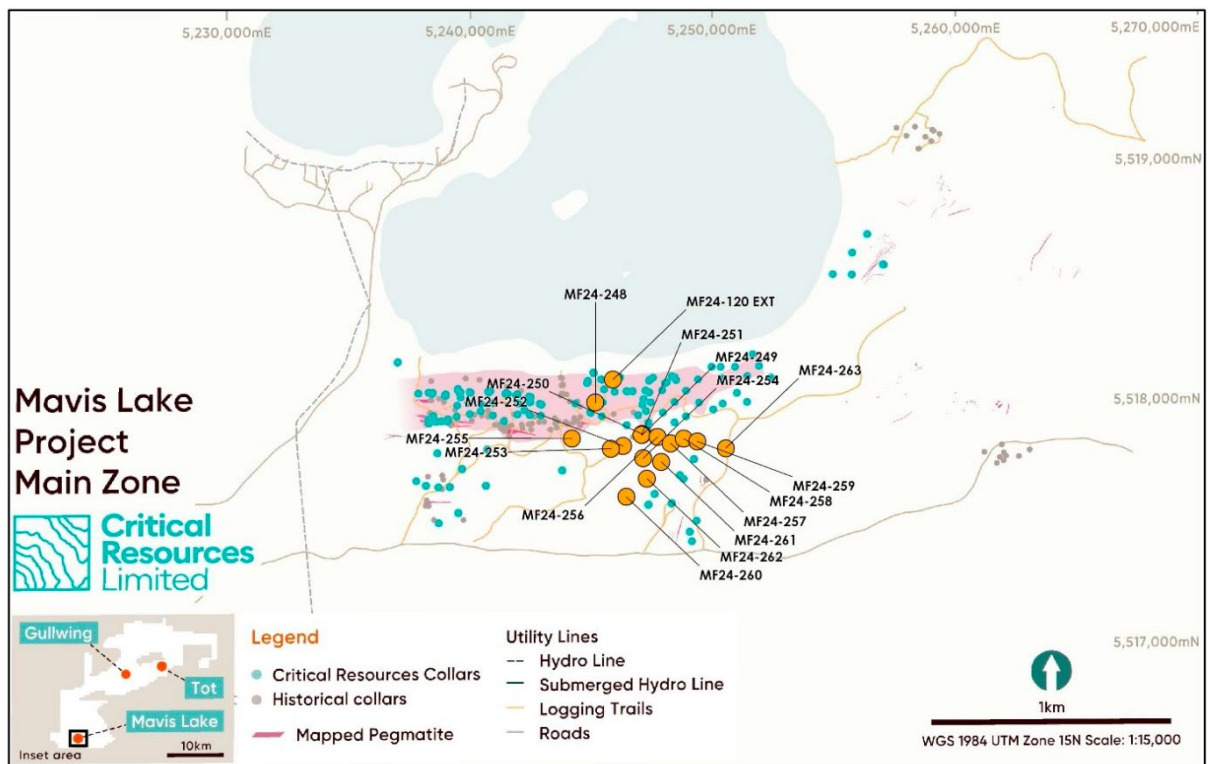 5,230,000mE
5,240,000mE
5,250,000mE
5,260,000mE
5,270,000mE
5,519,000mN
MF24-248
MF24-120 EXT
MF24-251
MF24-249
MF24-263
MF24-250
MF24-254
MF24-252
5,518,000mN
MF24-255
MF24-253
MF24-259
MF24-258
MF24-256
MF24-257
MF24-261
MF24-262
MF24-260
Mavis Lake
Project
Main Zone
Critical
Resources
Limited
Gullwing
Tot
Mavis Lake
Inset area
10km
Legend
Critical Resources Collars
Historical collars
Mapped Pegmatite
Utility Lines
Hydro Line
Submerged Hydro Line
Logging Trails
Roads
5,517,000mN
1km
WGS 1984 UTM Zone 15N Scale: 1:15,000